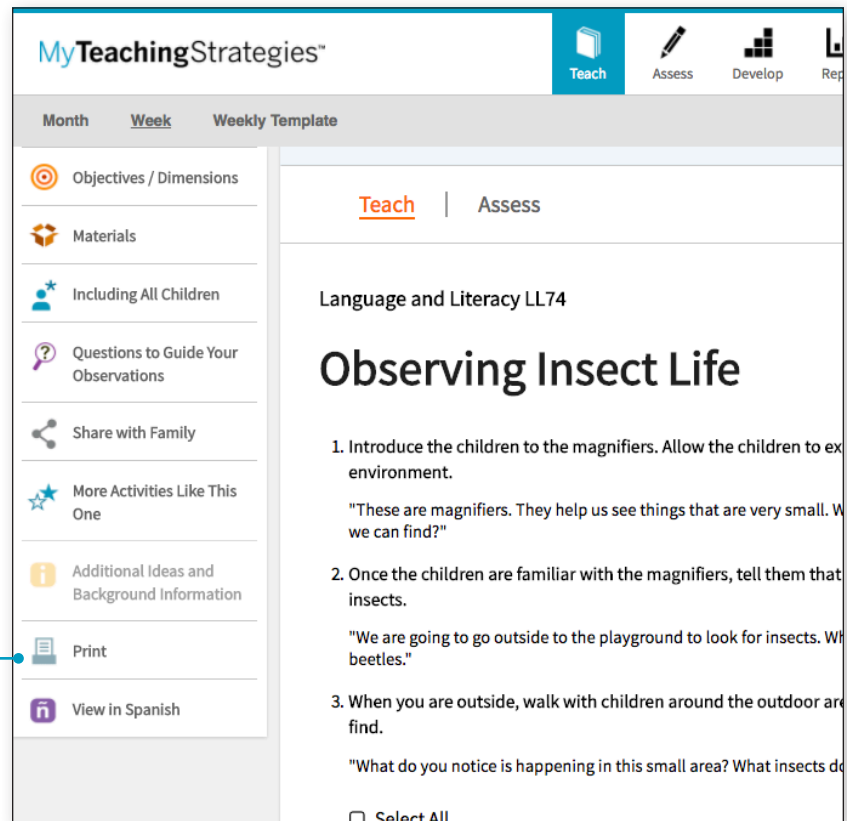 MyTeachingStrategies™
Teach
Assess
Develop
Month
Week
Weekly Template
Objectives / Dimensions
Materials
Including All Children
Questions to Guide Your
Observations
Share with Family
More Activities Like This
One
Additional Ideas and
Background Information
Print
ñ
View in Spanish
Teach | Assess
Language and Literacy LL74
Observing Insect Life
1. Introduce the children to the magnifiers. Allow the children to ex
environment.
"These are magnifiers. They help us see things that are very small. W
we can find?"
2. Once the children are familiar with the magnifiers, tell them that
insects.
"We are going to go outside to the playground to look for insects. Wh
beetles."
3. When you are outside, walk with children around the outdoor are
find.
"What do you notice is happening in this small area? What insects do
Select All